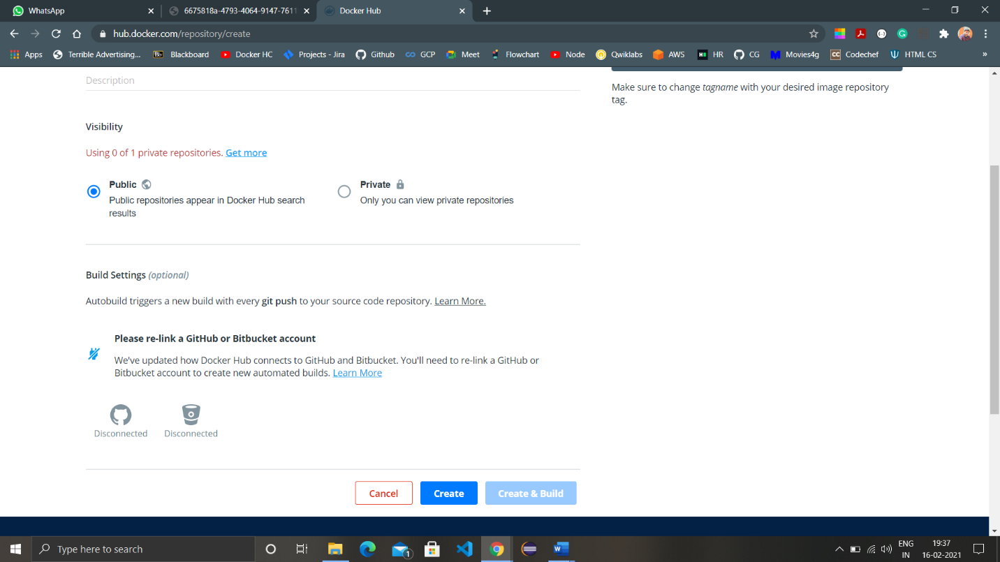 WhatsApp
6675818a-4793-4064-9147-7611
Docker Hub
hub.docker.com/repository/create
Apps Terrible Advertising... Bb Blackboard Docker HC Projects - Jira Github GCP Meet Flowchart Node Qwiklabs AWS HR CG Movies4g CC Codechef HTML CS »
Description
Make sure to change tagname with your desired image repository
tag.
Visibility
Using 0 of 1 private repositories. Get more
Public
Public repositories appear in Docker Hub search
results
Private
Only you can view private repositories
Build Settings (optional)
Autobuild triggers a new build with every git push to your source code repository. Learn More.
Please re-link a GitHub or Bitbucket account
We've updated how Docker Hub connects to GitHub and Bitbucket. You'll need to re-link a GitHub or
Bitbucket account to create new automated builds. Learn More
Disconnected Disconnected
Cancel Create Create & Build
Type here to search
1
ENG
IN
19:37
16-02-2021